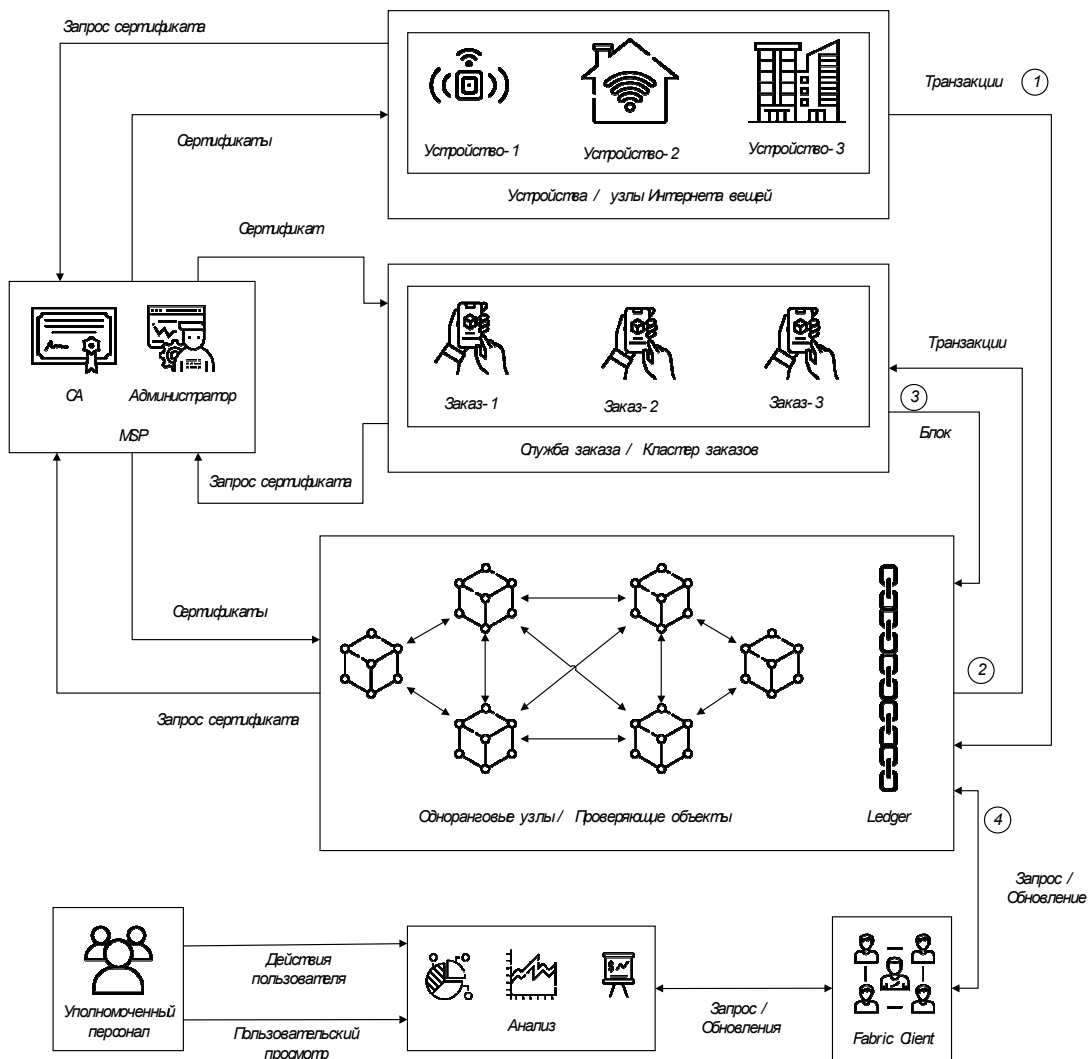 Запрос сертификата
Транзакции 1
Сертификаты
Устройство-1
Устройство-2
Устройство-3
Устройства / узлы Интернета вещей
Сертификат
Транзакции
CA
Администратор
MSP
Заказ-1
Заказ-2
Заказ-3
3
Блок
Служба заказа / Кластер заказов
Запрос сертификата
Сертификаты
2
Запрос сертификата
Одноранговые узлы / Проверяющие объекты
Ledger
4
Запрос /
Обновление
Действия
пользователя
Уполномоченный
персонал
Пользовательский
просмотр
Анализ
Запрос /
Обновления
Fabric Client